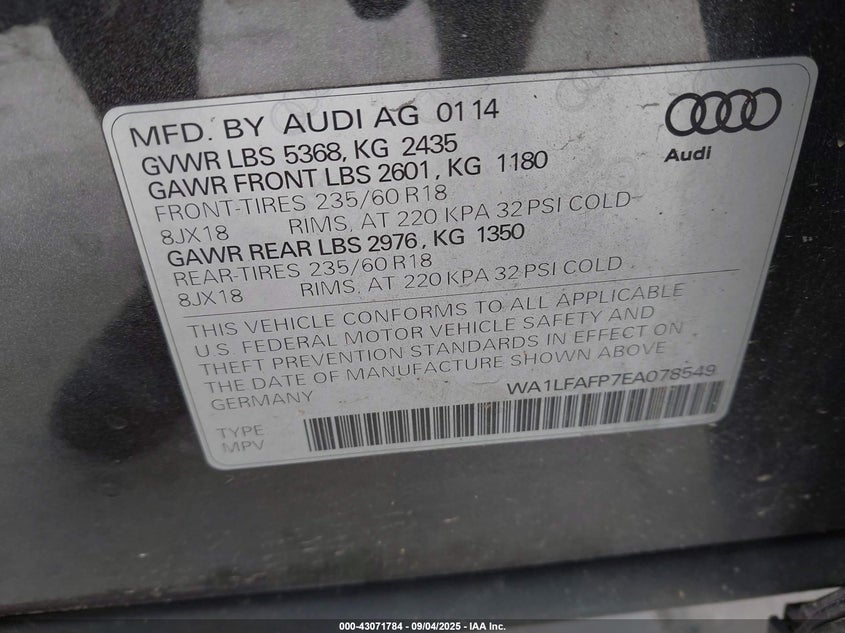 MFD. BY AUDI AG 01 14
GVWR LBS 5368, KG 2435
GAWR FRONT LBS 2601, KG 1180
FRONT-TIRES 235/60 R18
8JX18 RIMS, AT 220 KPA 32 PSI COLD
GAWR REAR LBS 2976, KG 1350
REAR-TIRES 235/60 R18
8JX18 RIMS, AT 220 KPA 32 PSI COLD
THIS VEHICLE CONFORMS TO ALL APPLICABLE
U.S. FEDERAL MOTOR VEHICLE SAFETY AND
THEFT PREVENTION STANDARDS IN EFFECT ON
THE DATE OF MANUFACTURE SHOWN ABOVE
GERMANY
WA1LFAFP7EA078549
TYPE
MPV
Audi
000-43071784 - 09/04/2025 - IAA Inc.